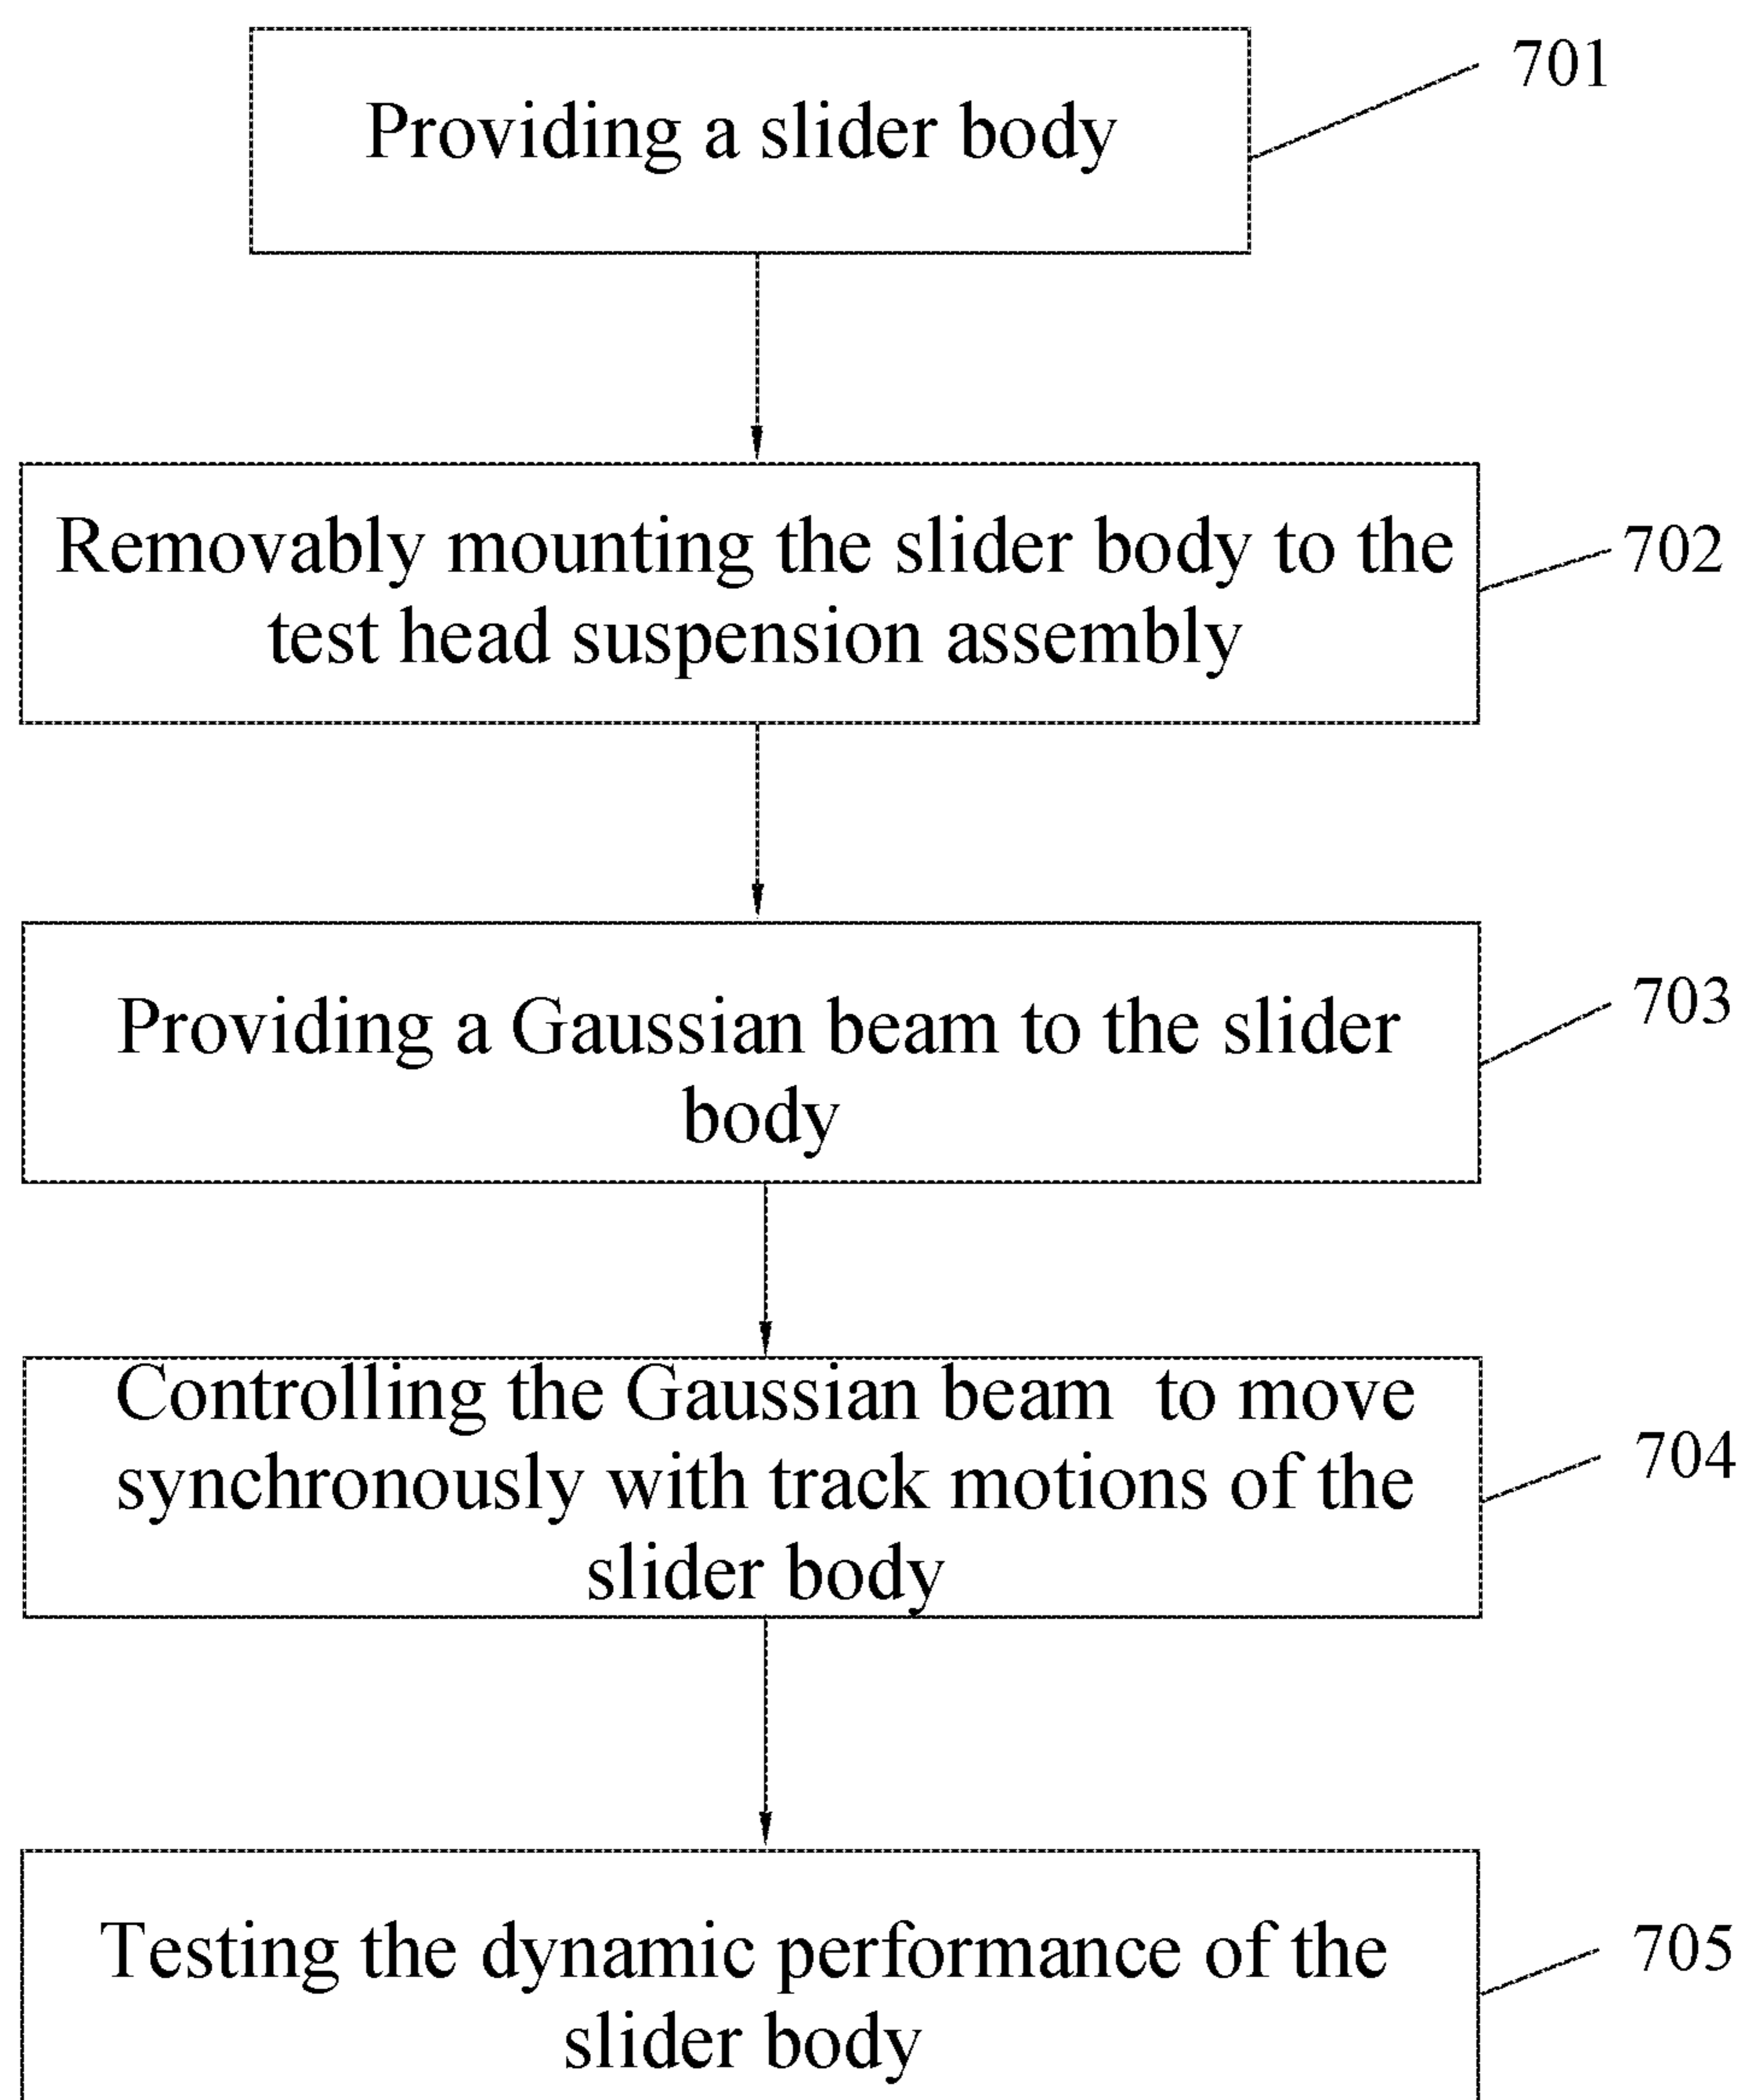 Providing a slider body
701
Removably mounting the slider body to the
test head suspension assembly
702
Providing a Gaussian beam to the slider
body
703
Controlling the Gaussian beam to move
synchronously with track motions of the
slider body
704
Testing the dynamic performance of the
slider body
705